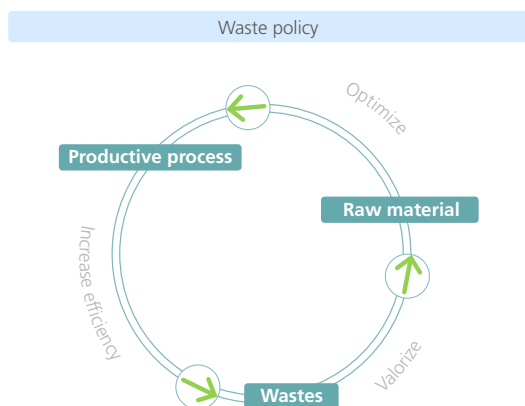 Waste policy
Optimize
Productive process
Raw material
Increase efficiency
Valorize
Wastes